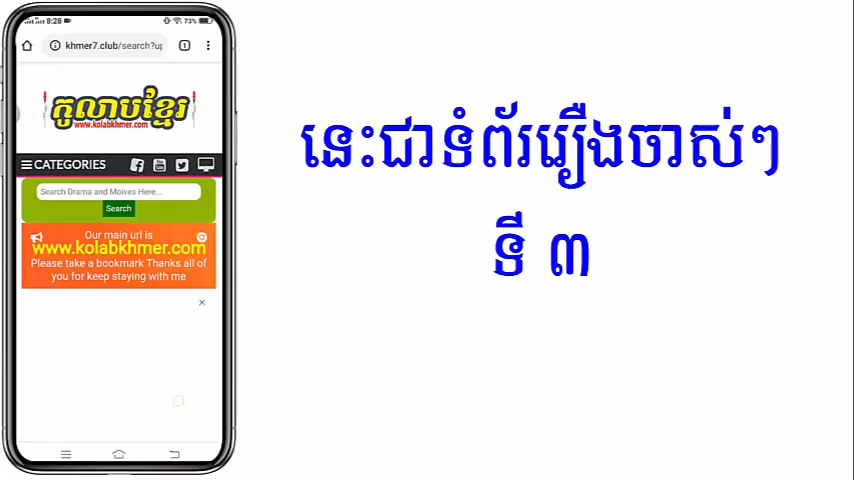 8:28
73%
khmer7.club/search?up
1
កូលាបខ្មែរ
www.kolabkhmer.com
CATEGORIES
Search Drama and Moives Here...
Search
Our main url is
www.kolabkhmer.com
Please take a bookmark Thanks all of
you for keep staying with me
នេះជាទំព័ររឿងចាស់ៗ
ទី ៣